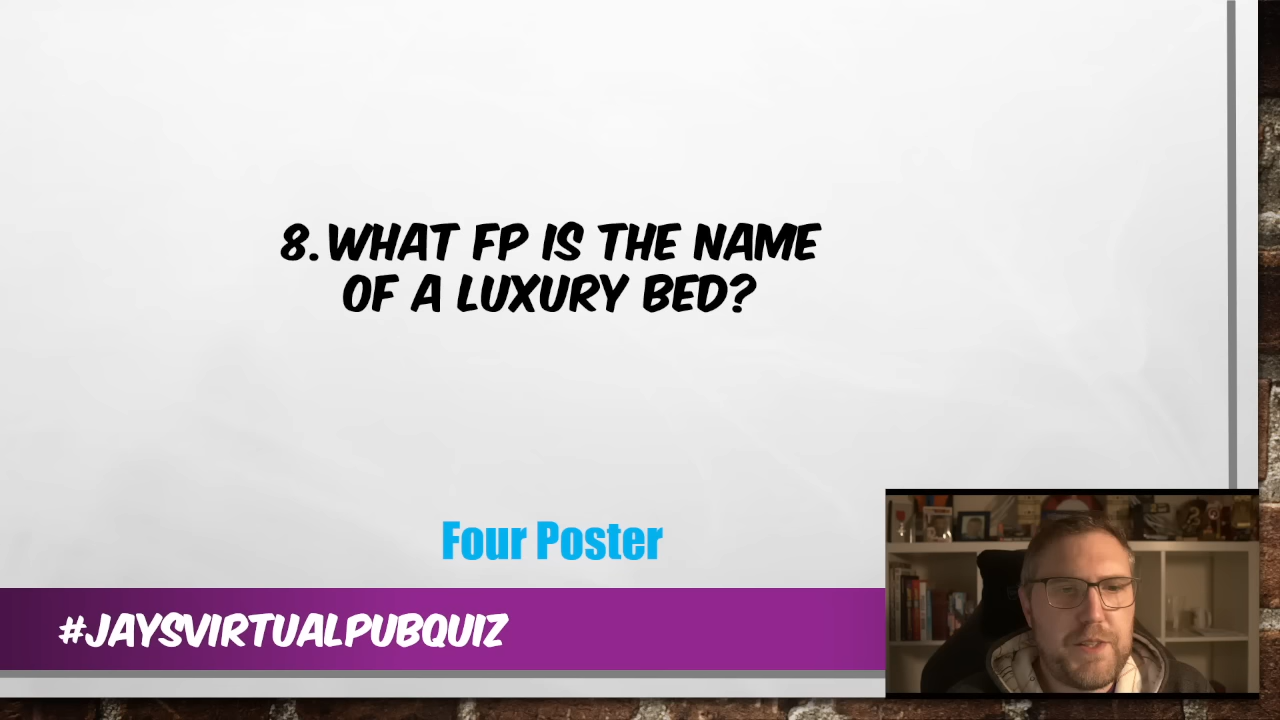 8. WHAT FP IS THE NAME
OF A LUXURY BED?
Four Poster
#JAYSVIRTUALPUBQUIZ